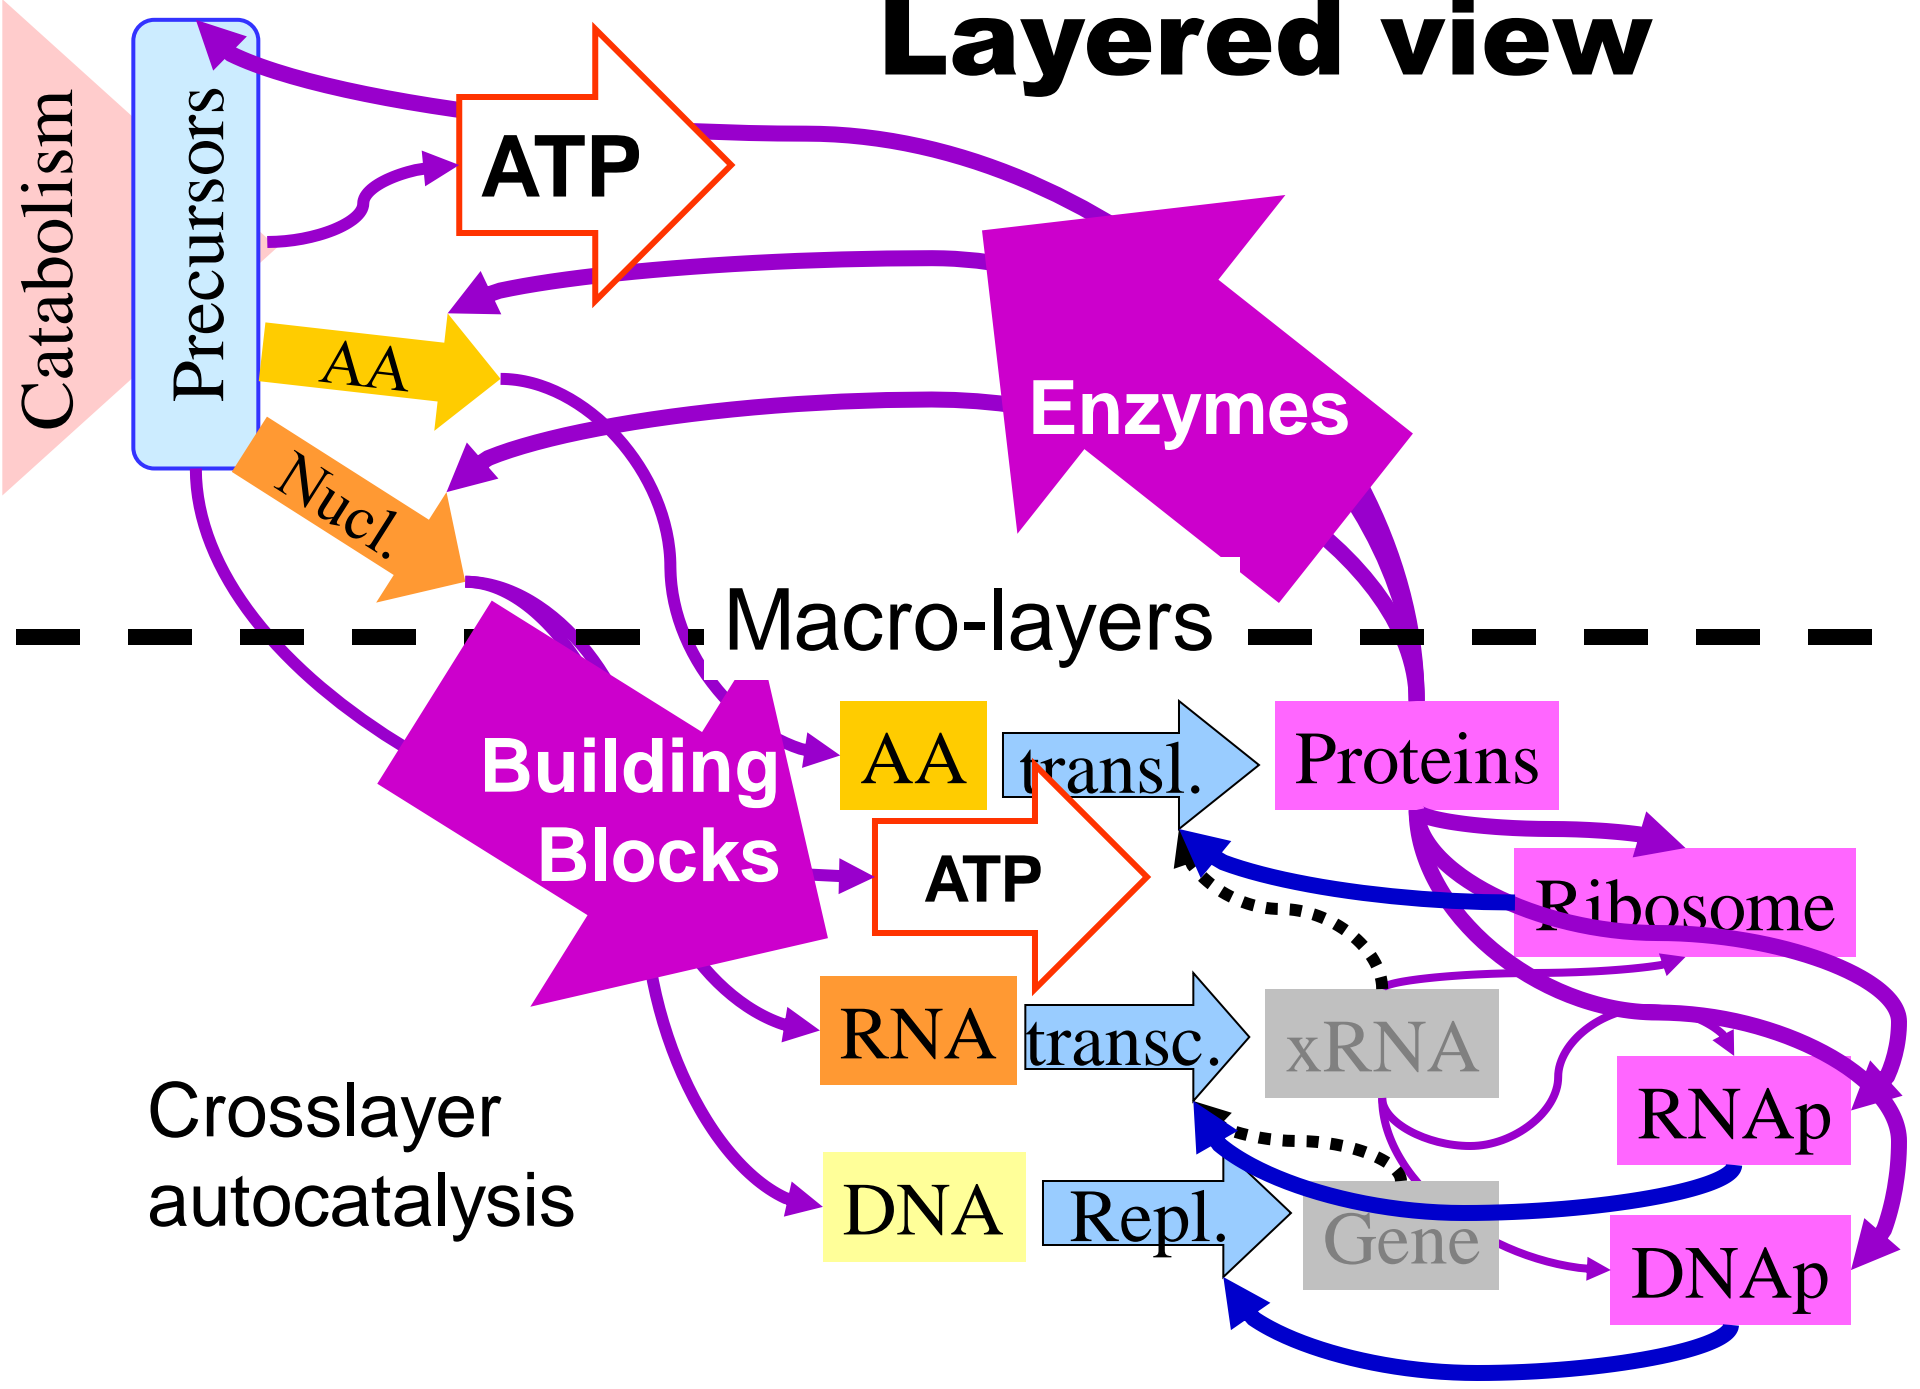 Layered view
Catabolism
Precursors
ATP
AA
Enzymes
Nucl.
Macro-layers
Building
Blocks
AA
transl.
Proteins
ATP
Ribosome
RNA
transc.
xRNA
RNAp
Crosslayer
autocatalysis
DNA
Repl.
Gene
DNAp